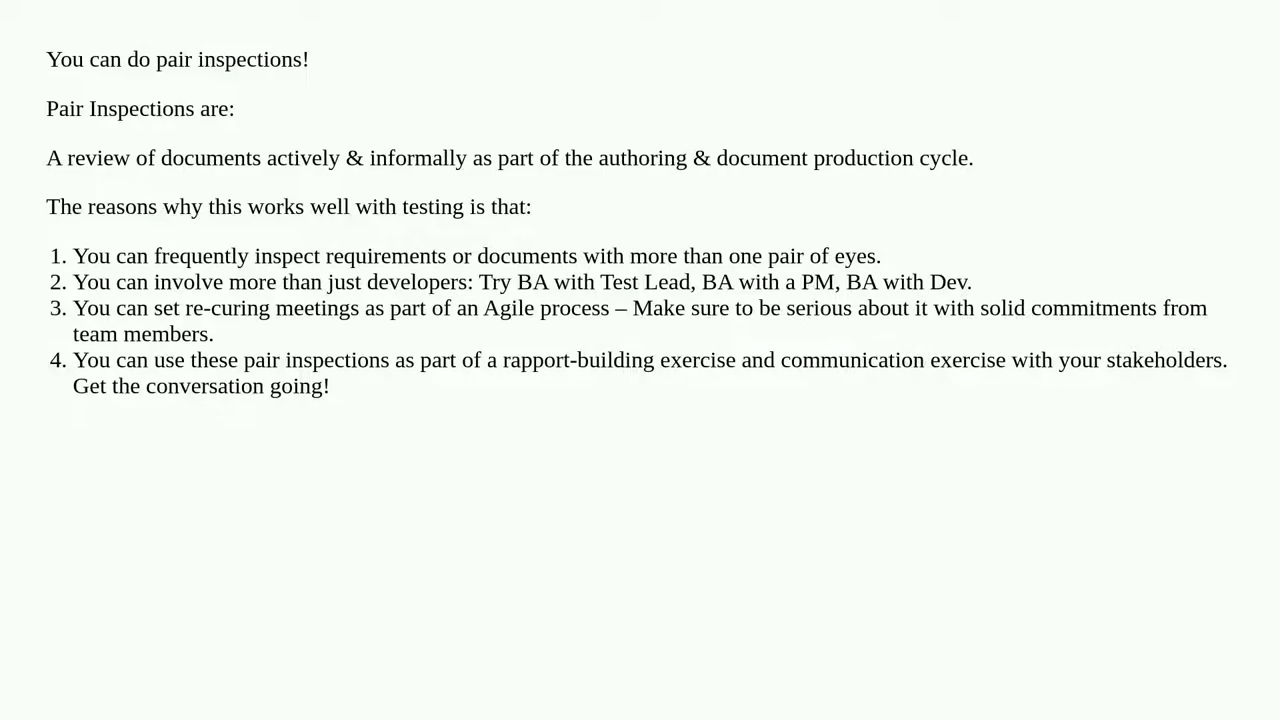 You can do pair inspections!
Pair Inspections are:
A review of documents actively & informally as part of the authoring & document production cycle.
The reasons why this works well with testing is that:
1. You can frequently inspect requirements or documents with more than one pair of eyes.
2. You can involve more than just developers: Try BA with Test Lead, BA with a PM, BA with Dev.
3. You can set re-curing meetings as part of an Agile process – Make sure to be serious about it with solid commitments from
team members.
4. You can use these pair inspections as part of a rapport-building exercise and communication exercise with your stakeholders.
Get the conversation going!